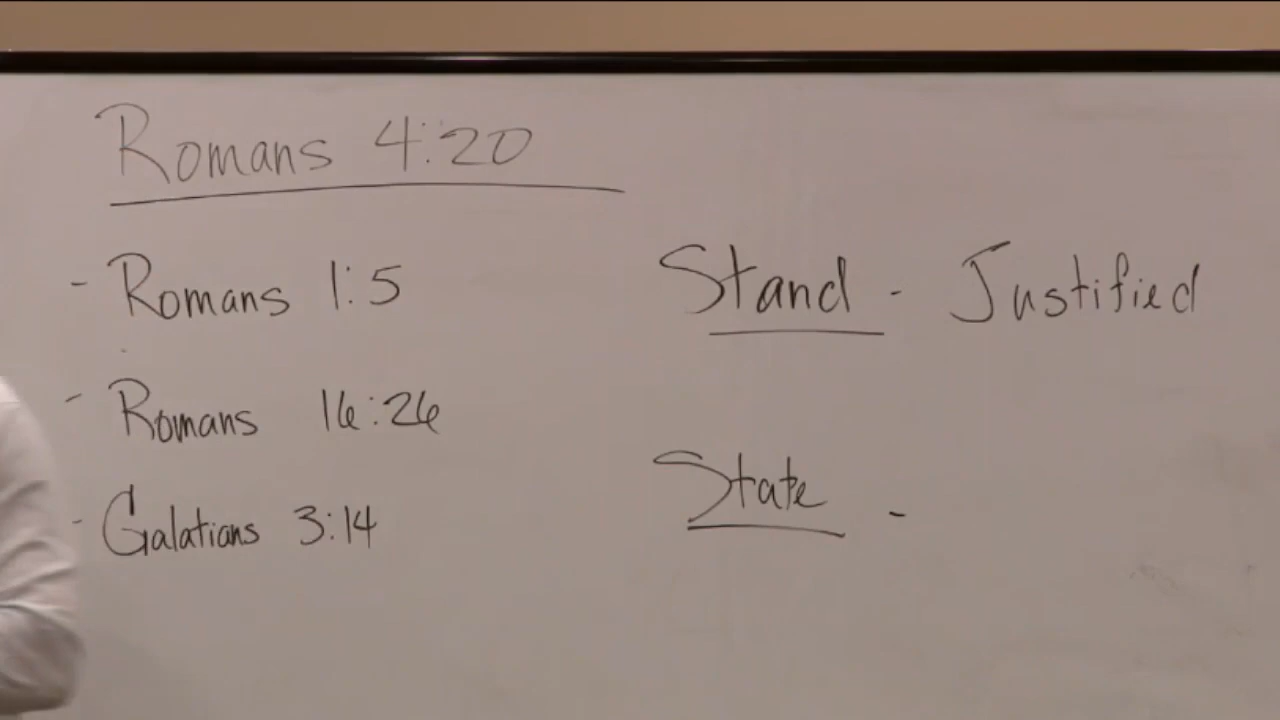 Romans 4:20
- Romans 1:5
- Romans 16:26
- Galatians 3:14
Stand - Justified
State -